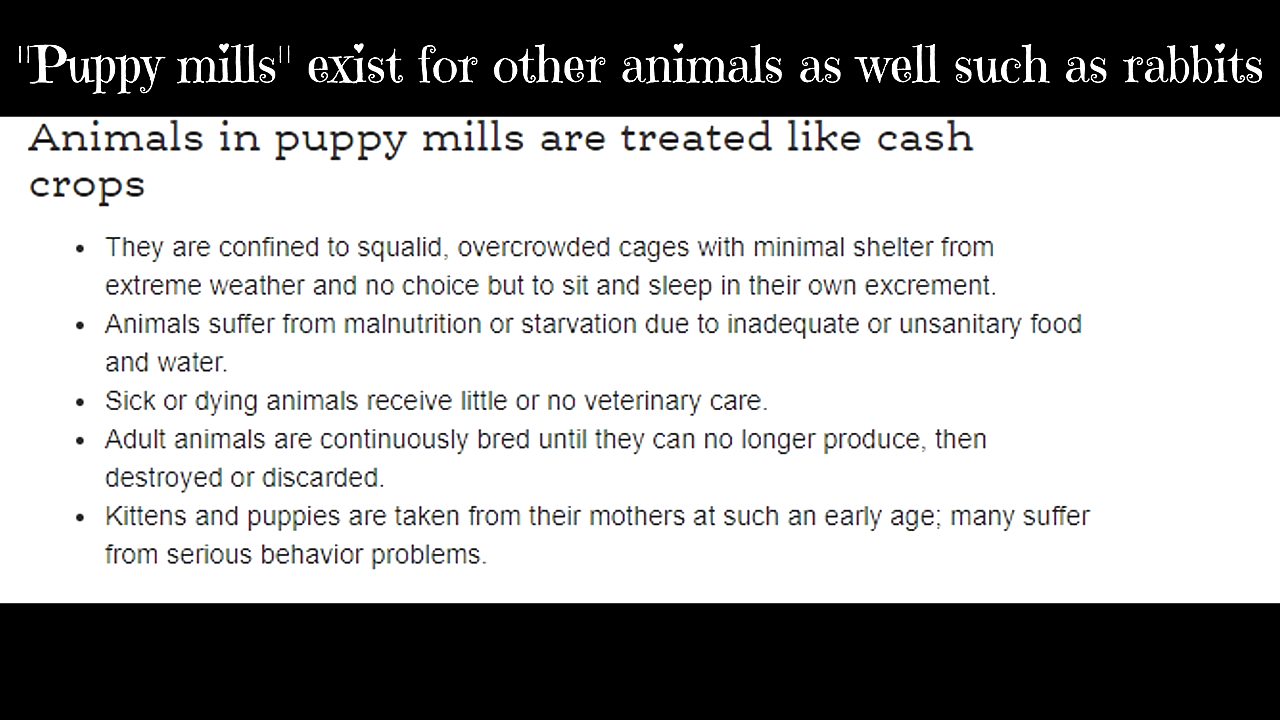 "Puppy mills" exist for other animals as well such as rabbits
Animals in puppy mills are treated like cash
crops
• They are confined to squalid, overcrowded cages with minimal shelter from
extreme weather and no choice but to sit and sleep in their own excrement.
• Animals suffer from malnutrition or starvation due to inadequate or unsanitary food
and water.
• Sick or dying animals receive little or no veterinary care.
• Adult animals are continuously bred until they can no longer produce, then
destroyed or discarded.
• Kittens and puppies are taken from their mothers at such an early age; many suffer
from serious behavior problems.